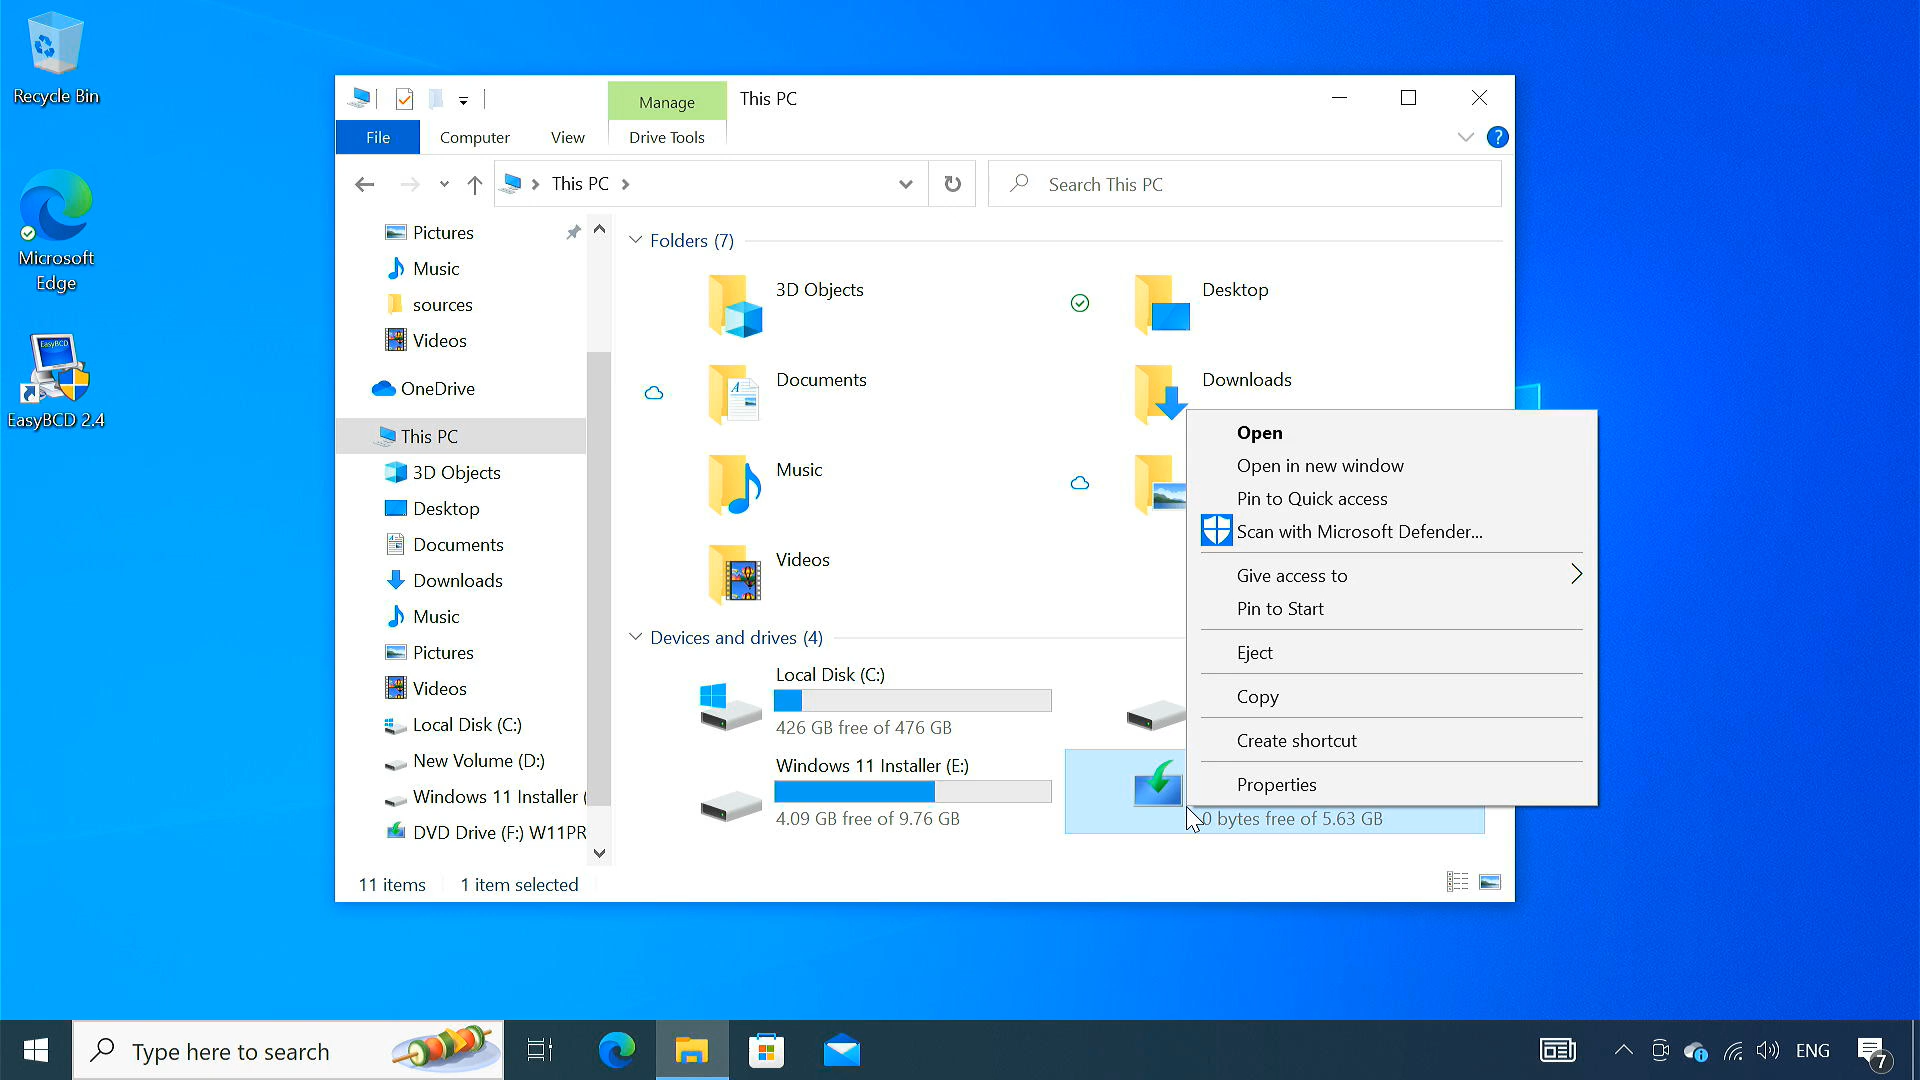 Recycle Bin
Microsoft
Edge
EasyBCD
EasyBCD 2.4
Manage
This PC
File
Computer
View
Drive Tools
?
This PC
Search This PC
Pictures
Music
sources
Videos
OneDrive
This PC
3D Objects
Desktop
Documents
Downloads
Music
Pictures
Videos
Local Disk (C:)
New Volume (D:)
Windows 11 Installer (
DVD Drive (F:) W11PR
Folders (7)
3D Objects
Desktop
Documents
Downloads
Music
Videos
Devices and drives (4)
Local Disk (C:)
426 GB free of 476 GB
Windows 11 Installer (E:)
4.09 GB free of 9.76 GB
0 bytes free of 5.63 GB
Open
Open in new window
Pin to Quick access
Scan with Microsoft Defender...
Give access to
Pin to Start
Eject
Copy
Create shortcut
Properties
11 items
1 item selected
Type here to search
ENG
7